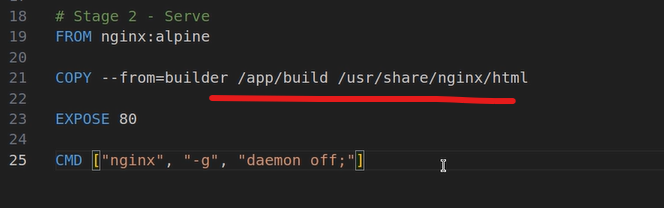 18 # Stage 2 - Serve
19 FROM nginx:alpine
20
21 COPY --from=builder /app/build /usr/share/nginx/html
22
23 EXPOSE 80
24
25 CMD ["nginx", "-g", "daemon off;"]